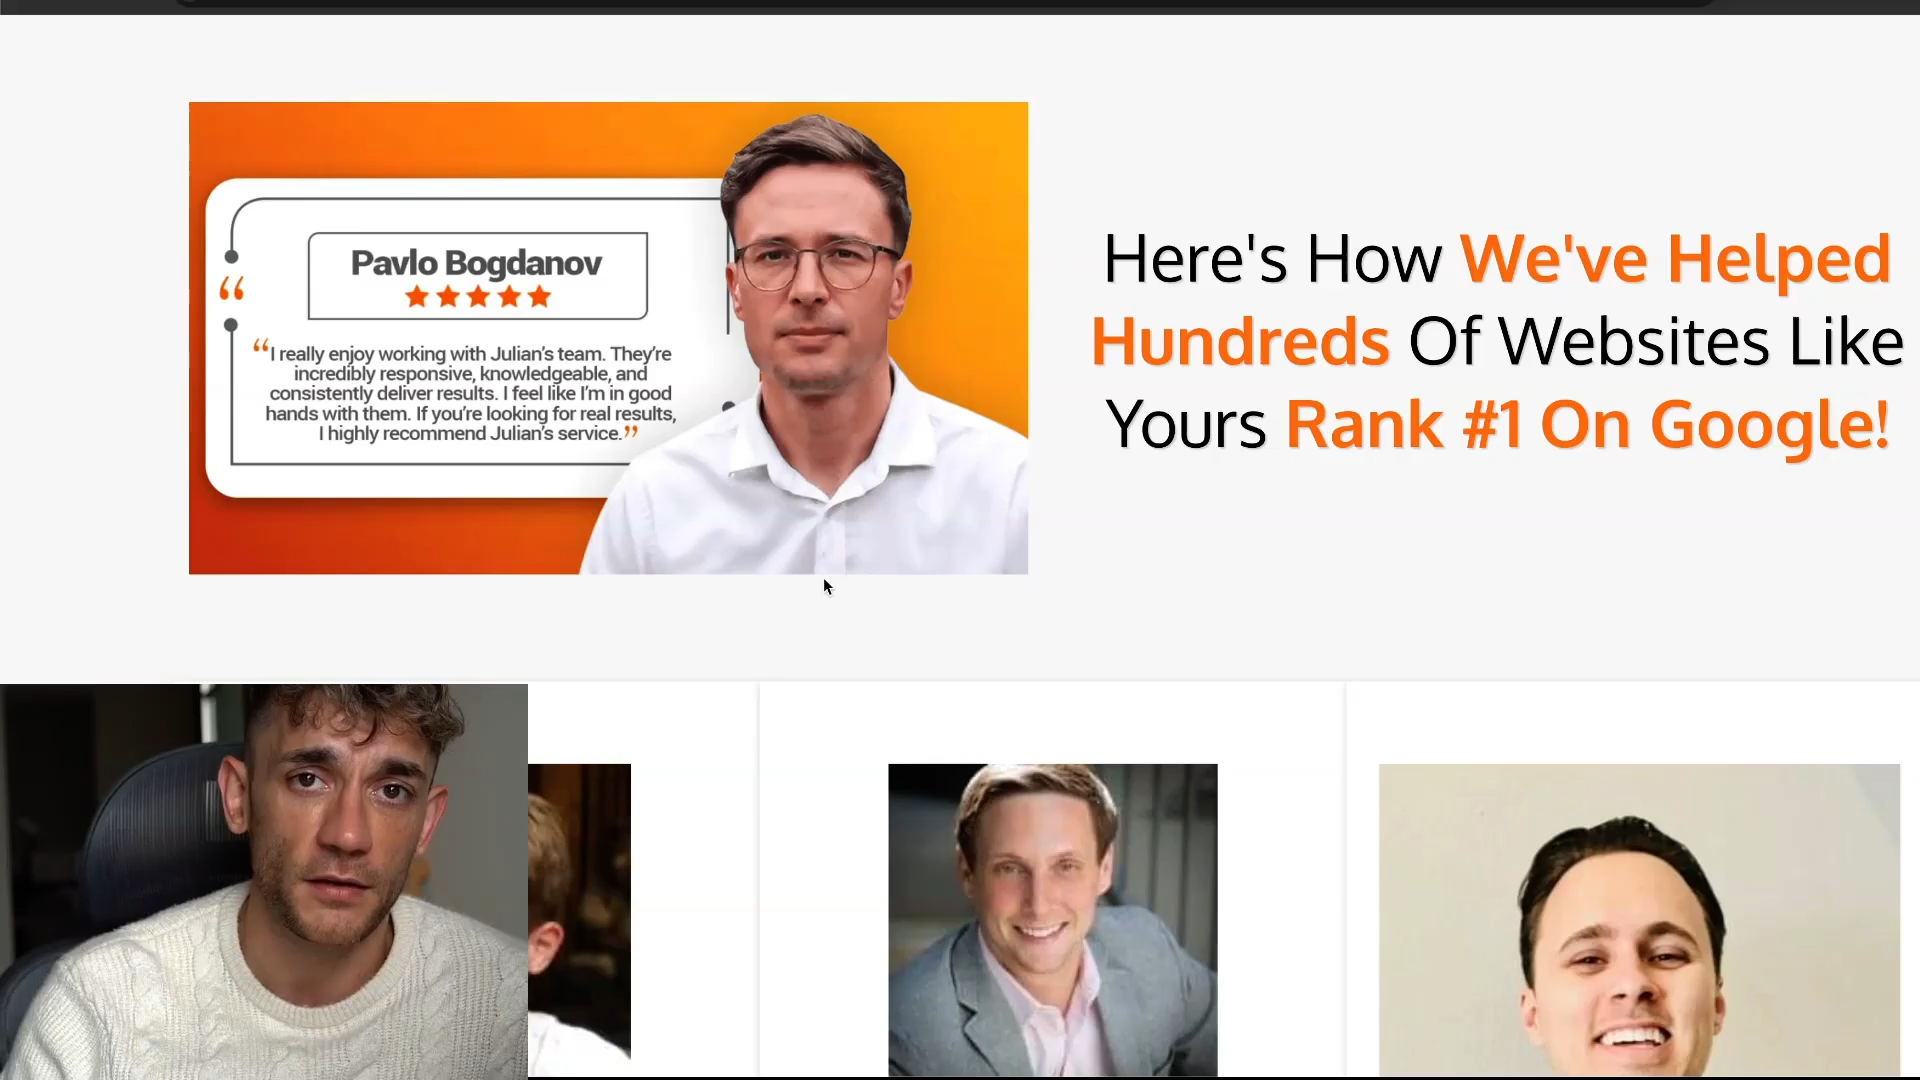 Pavlo Bogdanov
“I really enjoy working with Julian’s team. They’re
incredibly responsive, knowledgeable, and
consistently deliver results. I feel like I’m in good
hands with them. If you’re looking for real results,
I highly recommend Julian’s service.”
Here's How We've Helped
Hundreds Of Websites Like
Yours Rank #1 On Google!